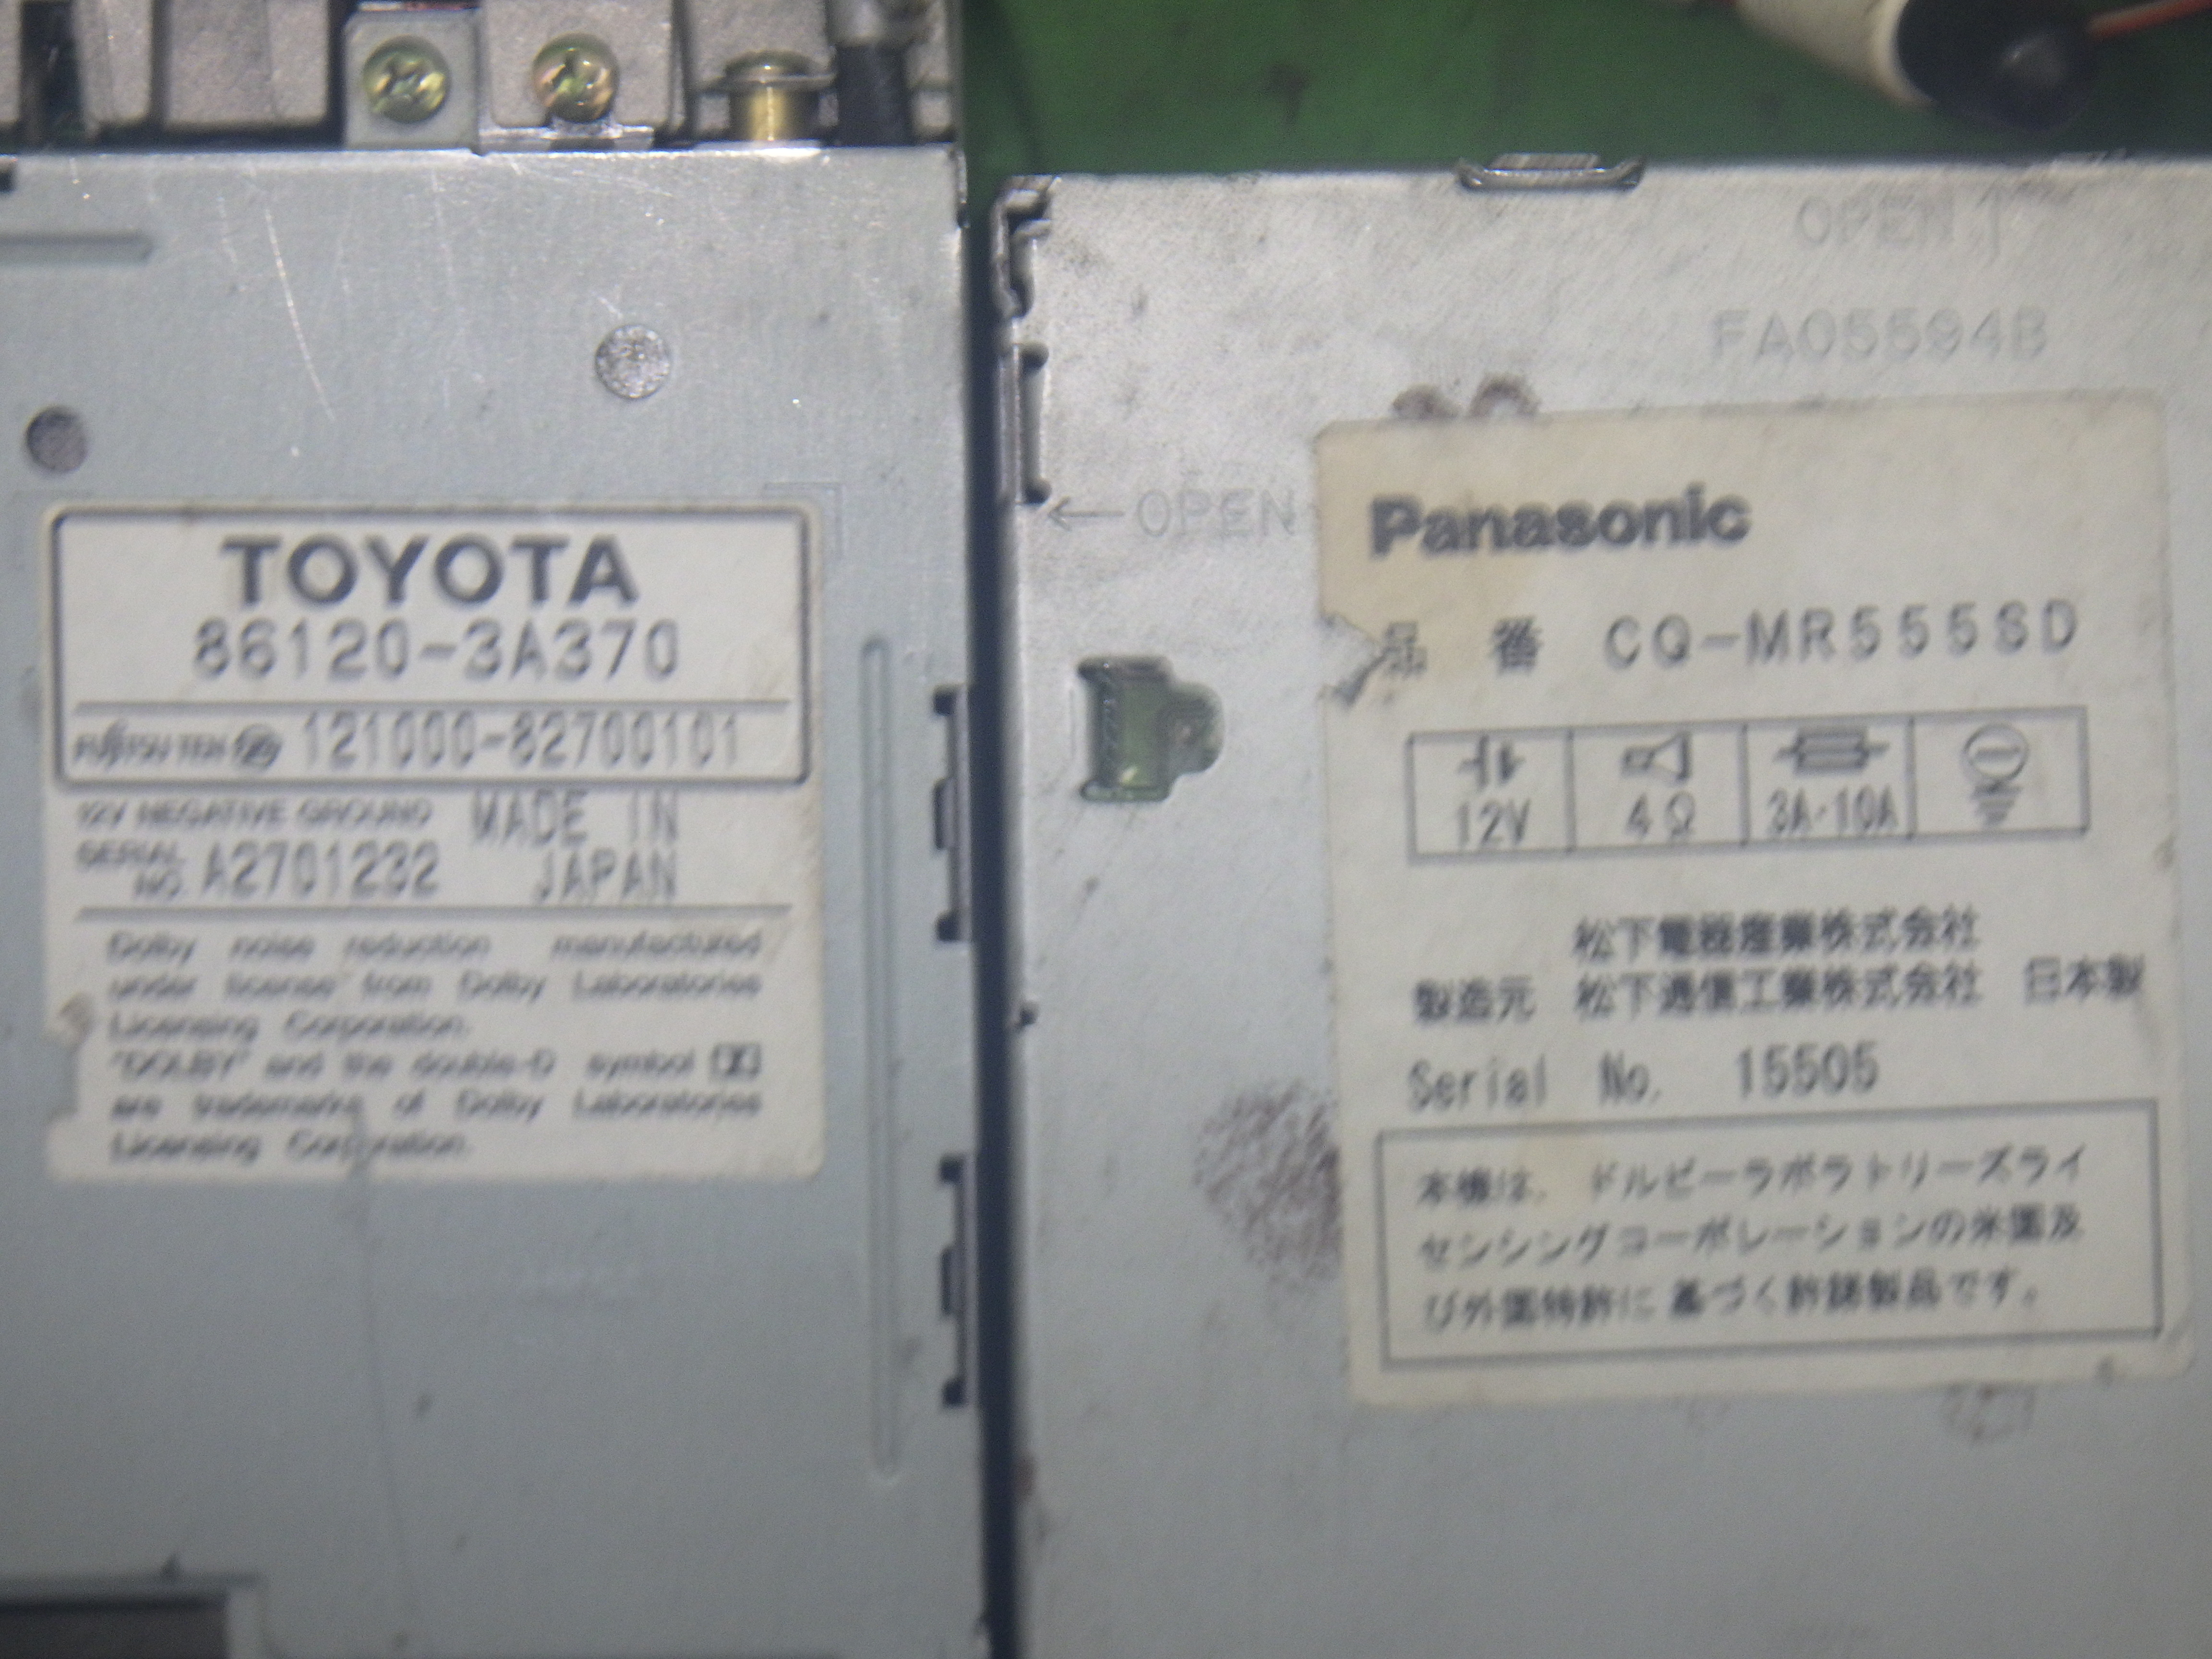 TOYOTA
86120-3A370
FUJITSU TEN 121000-82700101
12V NEGATIVE GROUND MADE IN
SERIAL NO. A2701232 JAPAN
Dolby noise reduction manufactured
under license from Dolby Laboratories
Licensing Corporation.
"DOLBY" and the double-D symbol
are trademarks of Dolby Laboratories
Licensing Corporation.
OPEN ↑
FA05594B
← OPEN
Panasonic
品 番 CQ-MR555SD
12V 4Ω 3A·10A
松下電器産業株式会社
製造元 松下通信工業株式会社 日本製
Serial No. 15505
本機は、ドルビーラボラトリーズライ
センシングコーポレーションの米国及
び外国特許に基づく許諾製品です。